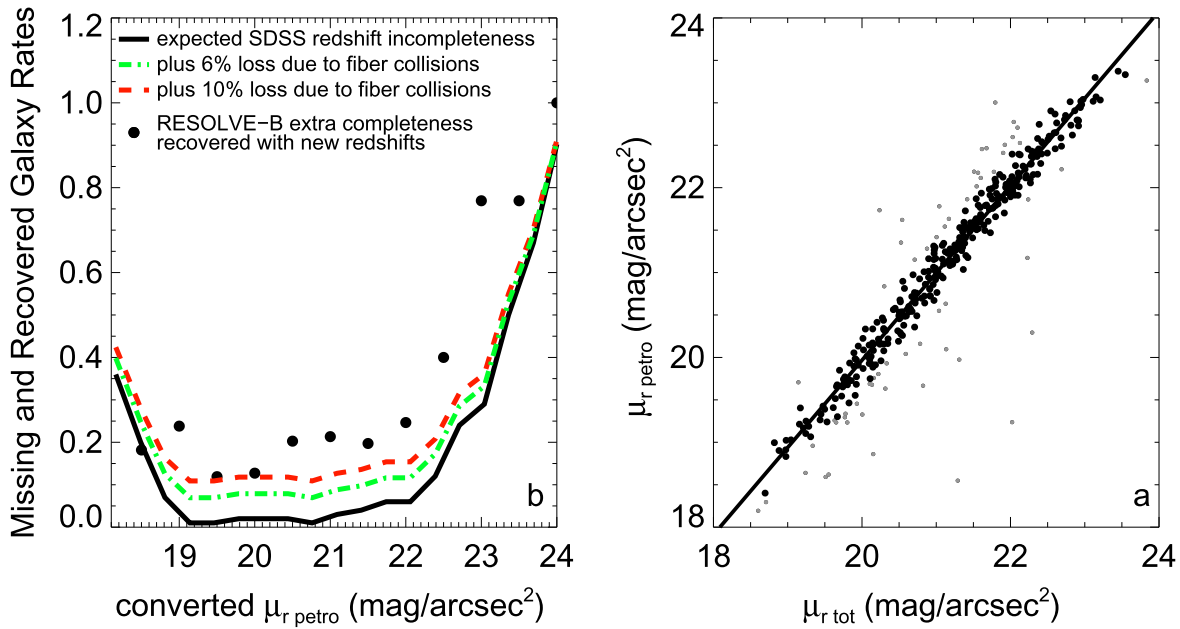 Missing and Recovered Galaxy Rates
1.2
1.0
0.8
0.6
0.4
0.2
0.0
expected SDSS redshift incompleteness
plus 6% loss due to fiber collisions
plus 10% loss due to fiber collisions
RESOLVE−B extra completeness
recovered with new redshifts
b
19 20 21 22 23 24
converted μr petro (mag/arcsec²)
μr petro (mag/arcsec²)
24
22
20
18
a
18 20 22 24
μr tot (mag/arcsec²)